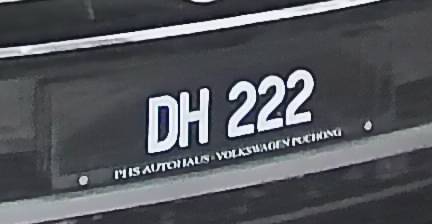 DH 222
PHS AUTOHAUS - VOLKSWAGEN PUCHONG